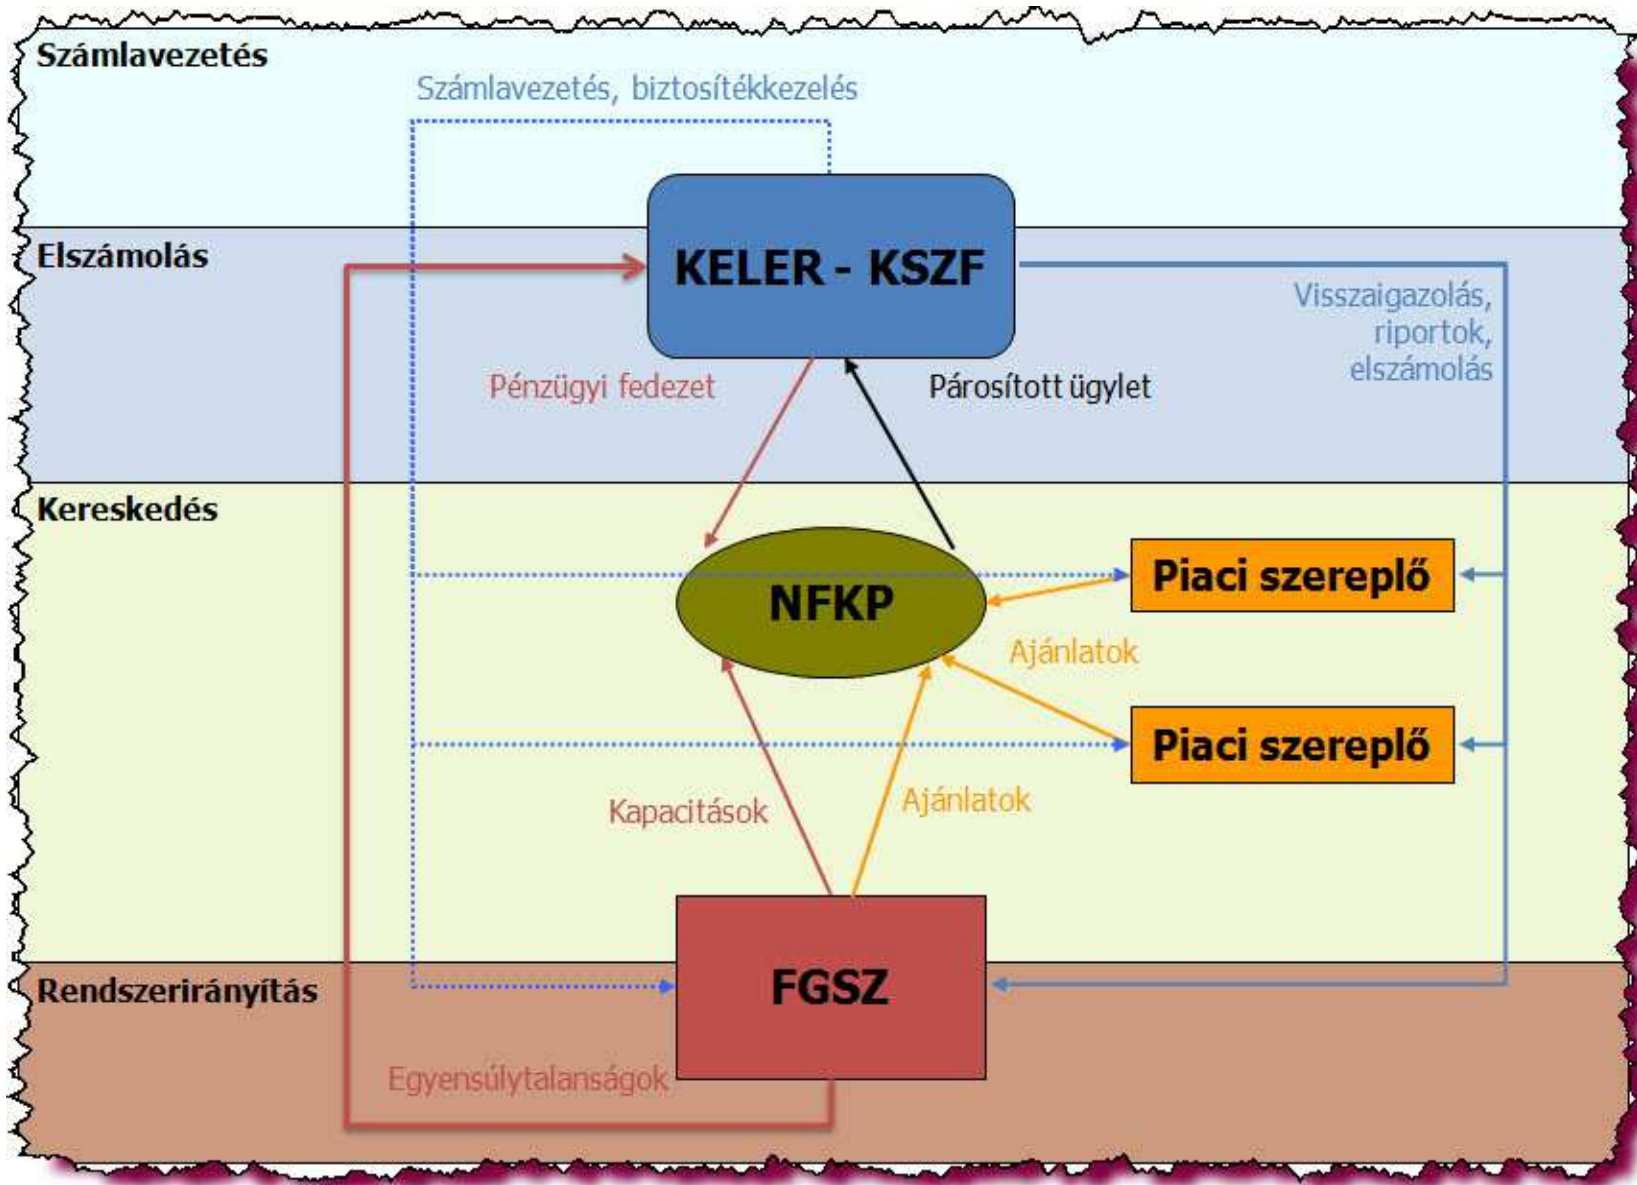 Számlavezetés
Számlavezetés, biztosítékkezelés
Elszámolás
KELER - KSZF
Visszaigazolás,
riportok,
elszámolás
Pénzügyi fedezet
Párosított ügylet
Kereskedés
NFKP
Piaci szereplő
Ajánlatok
Piaci szereplő
Kapacitások
Ajánlatok
Rendszerirányítás
FGSZ
Egyensúlytalanságok